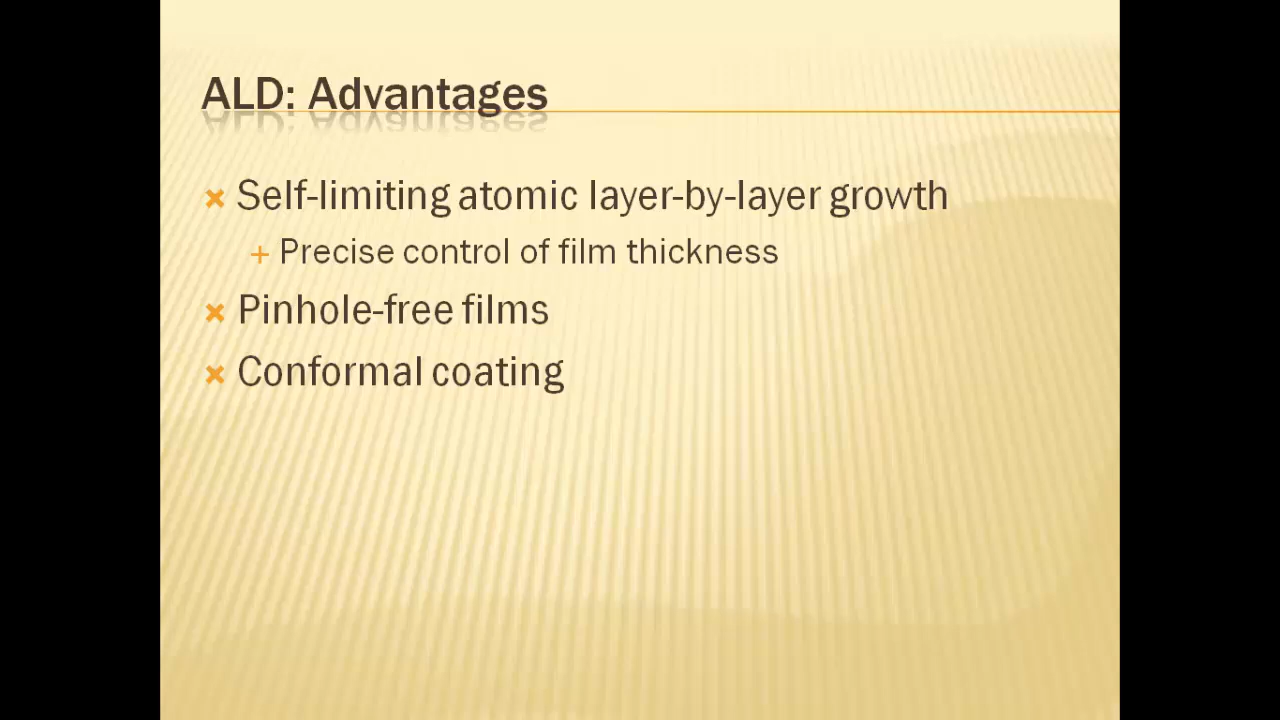 ALD: Advantages
Self-limiting atomic layer-by-layer growth
Precise control of film thickness
Pinhole-free films
Conformal coating